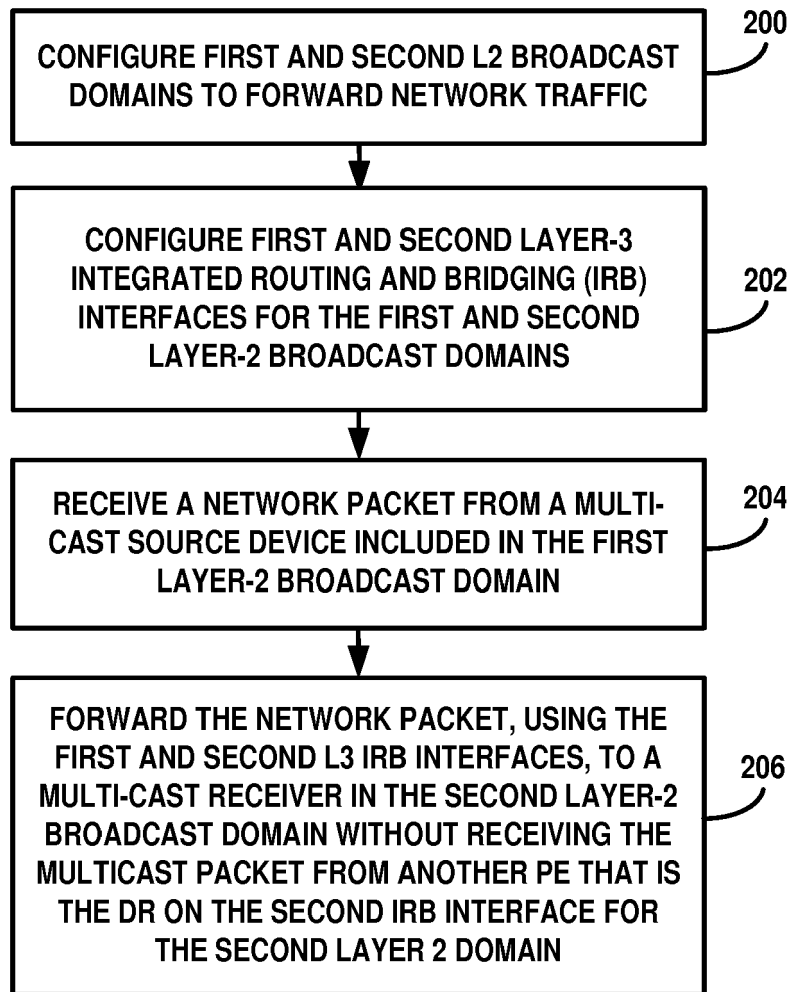 CONFIGURE FIRST AND SECOND L2 BROADCAST
DOMAINS TO FORWARD NETWORK TRAFFIC
200
CONFIGURE FIRST AND SECOND LAYER-3
INTEGRATED ROUTING AND BRIDGING (IRB)
INTERFACES FOR THE FIRST AND SECOND
LAYER-2 BROADCAST DOMAINS
202
RECEIVE A NETWORK PACKET FROM A MULTI-
CAST SOURCE DEVICE INCLUDED IN THE FIRST
LAYER-2 BROADCAST DOMAIN
204
FORWARD THE NETWORK PACKET, USING THE
FIRST AND SECOND L3 IRB INTERFACES, TO A
MULTI-CAST RECEIVER IN THE SECOND LAYER-2
BROADCAST DOMAIN WITHOUT RECEIVING THE
MULTICAST PACKET FROM ANOTHER PE THAT IS
THE DR ON THE SECOND IRB INTERFACE FOR
THE SECOND LAYER 2 DOMAIN
206